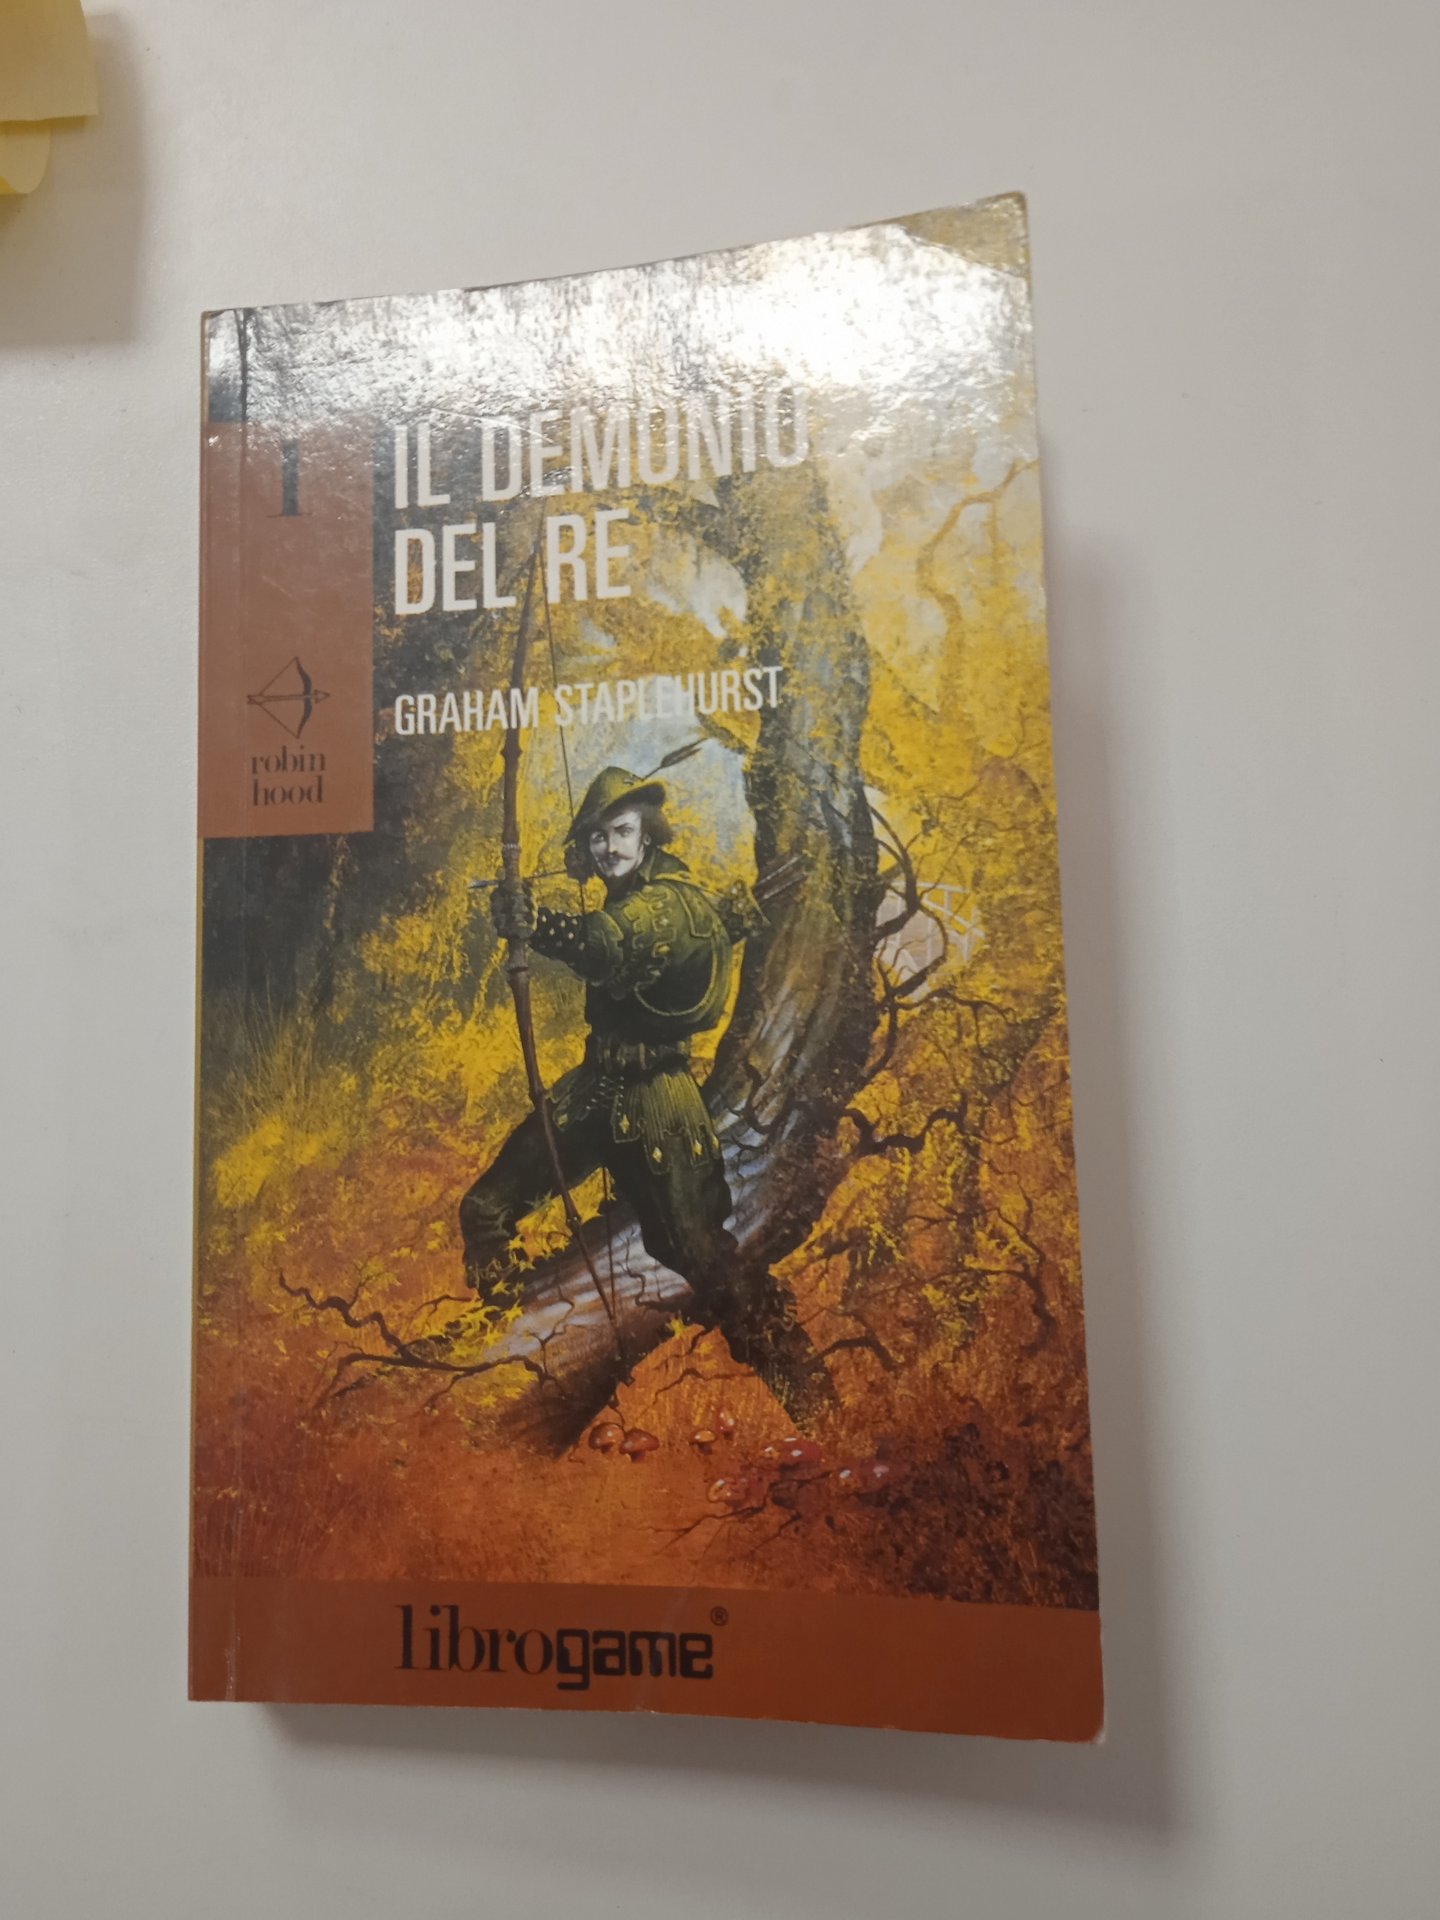 1
IL DEMONIO
DEL RE
GRAHAM STAPLEHURST
robin
hood
librogame®